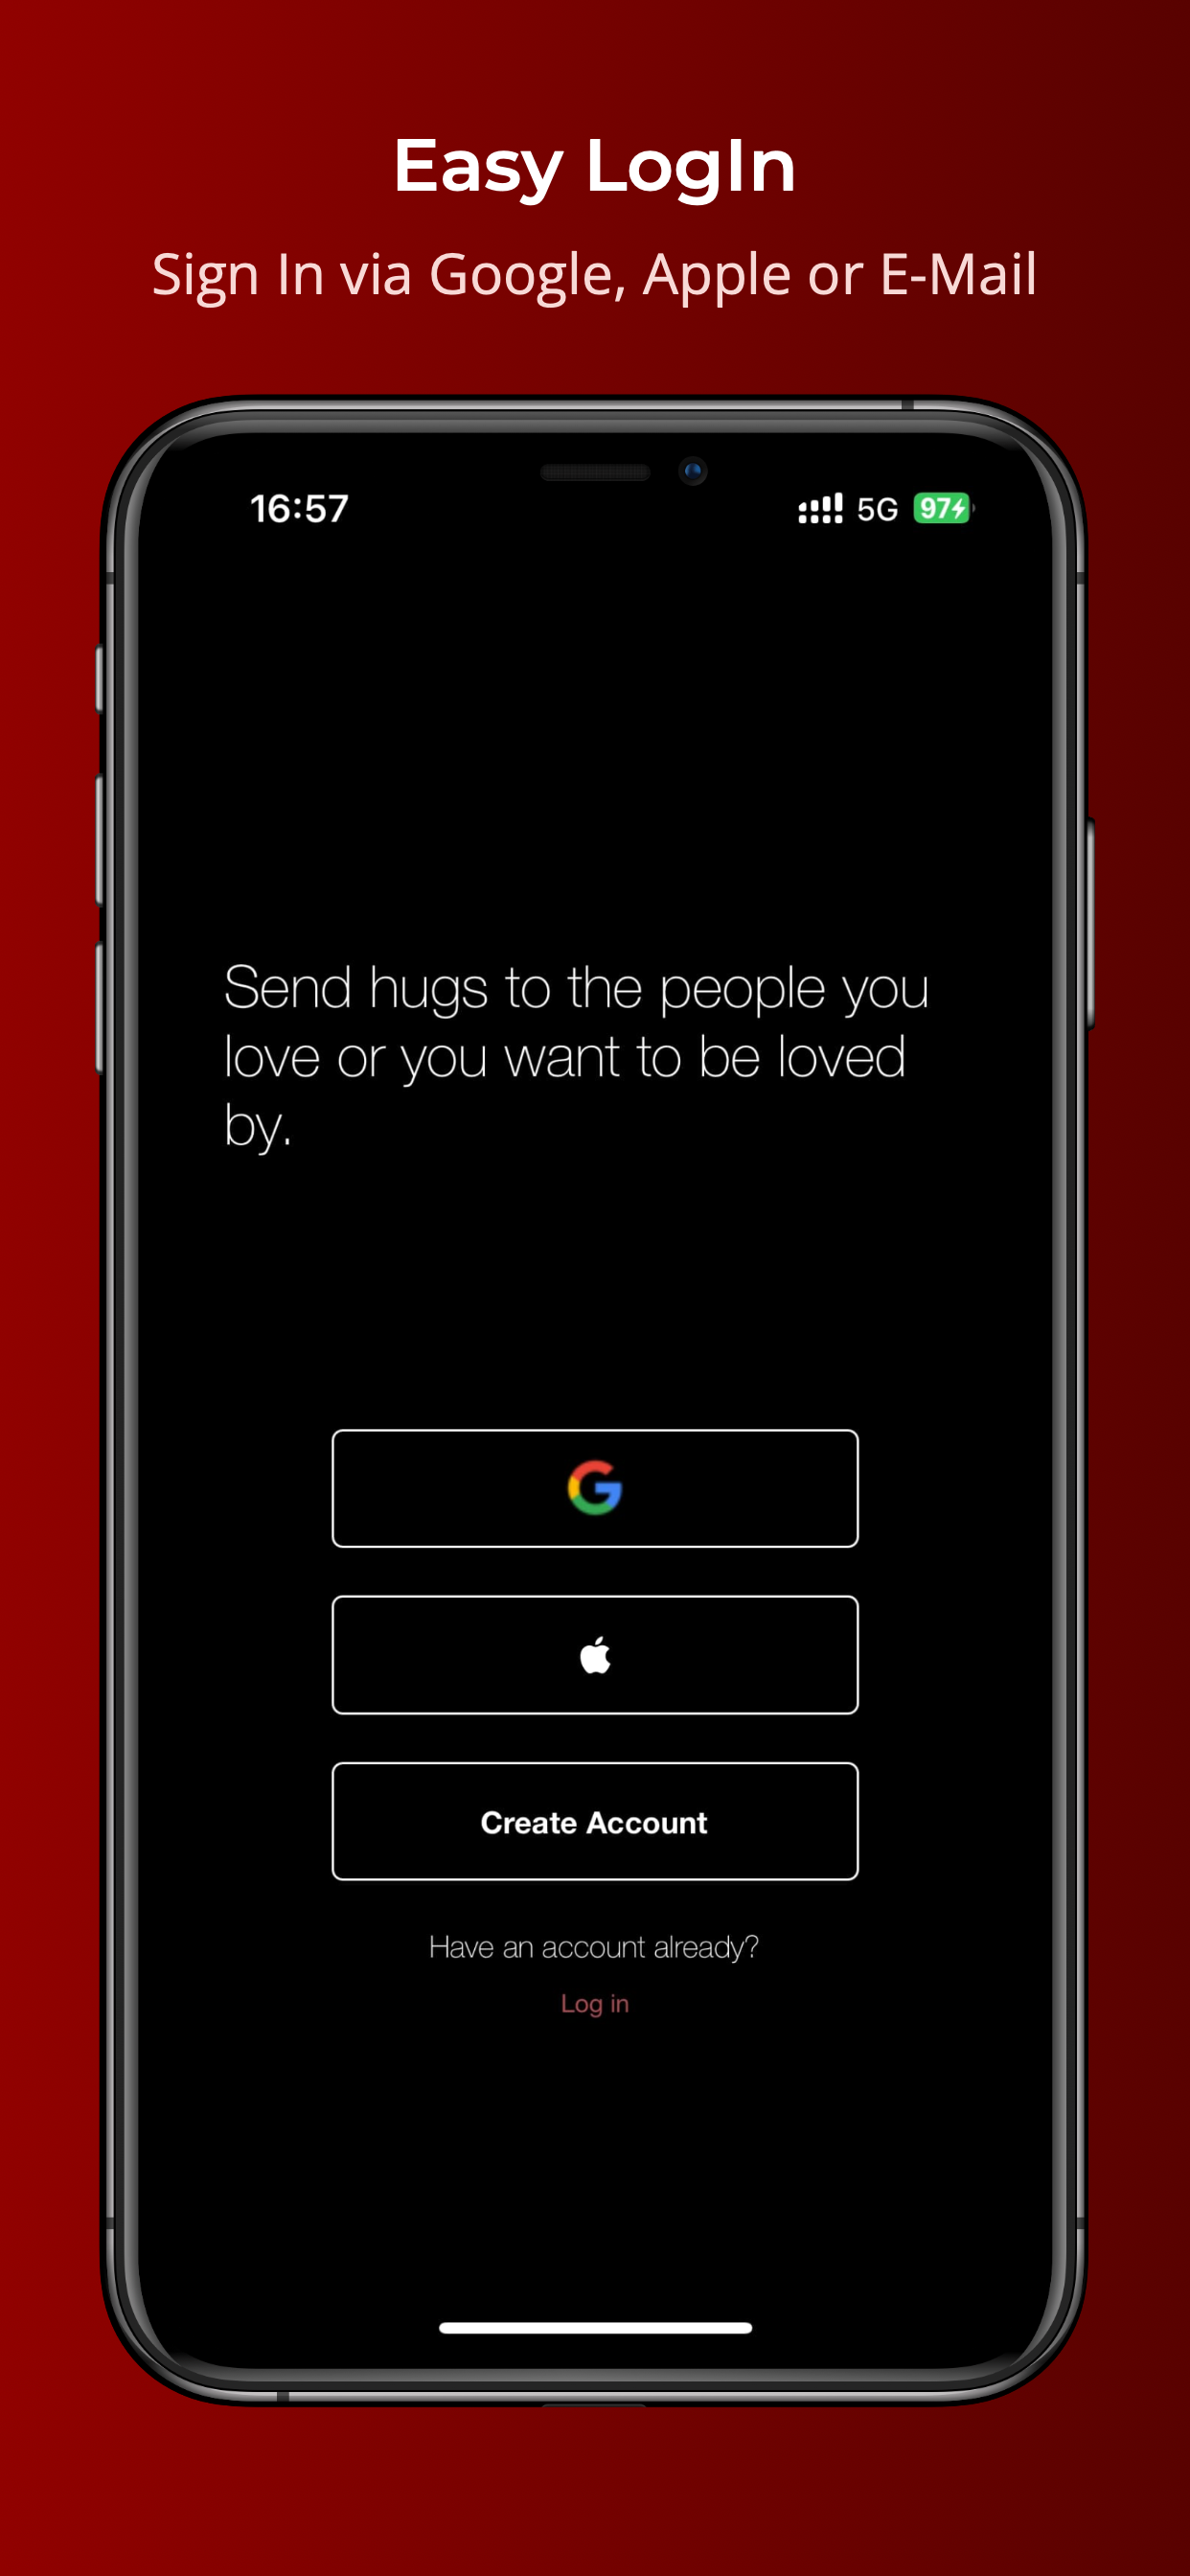 Easy LogIn
Sign In via Google, Apple or E-Mail
16:57 5G 97
Send hugs to the people you
love or you want to be loved
by.
Create Account
Have an account already?
Log in